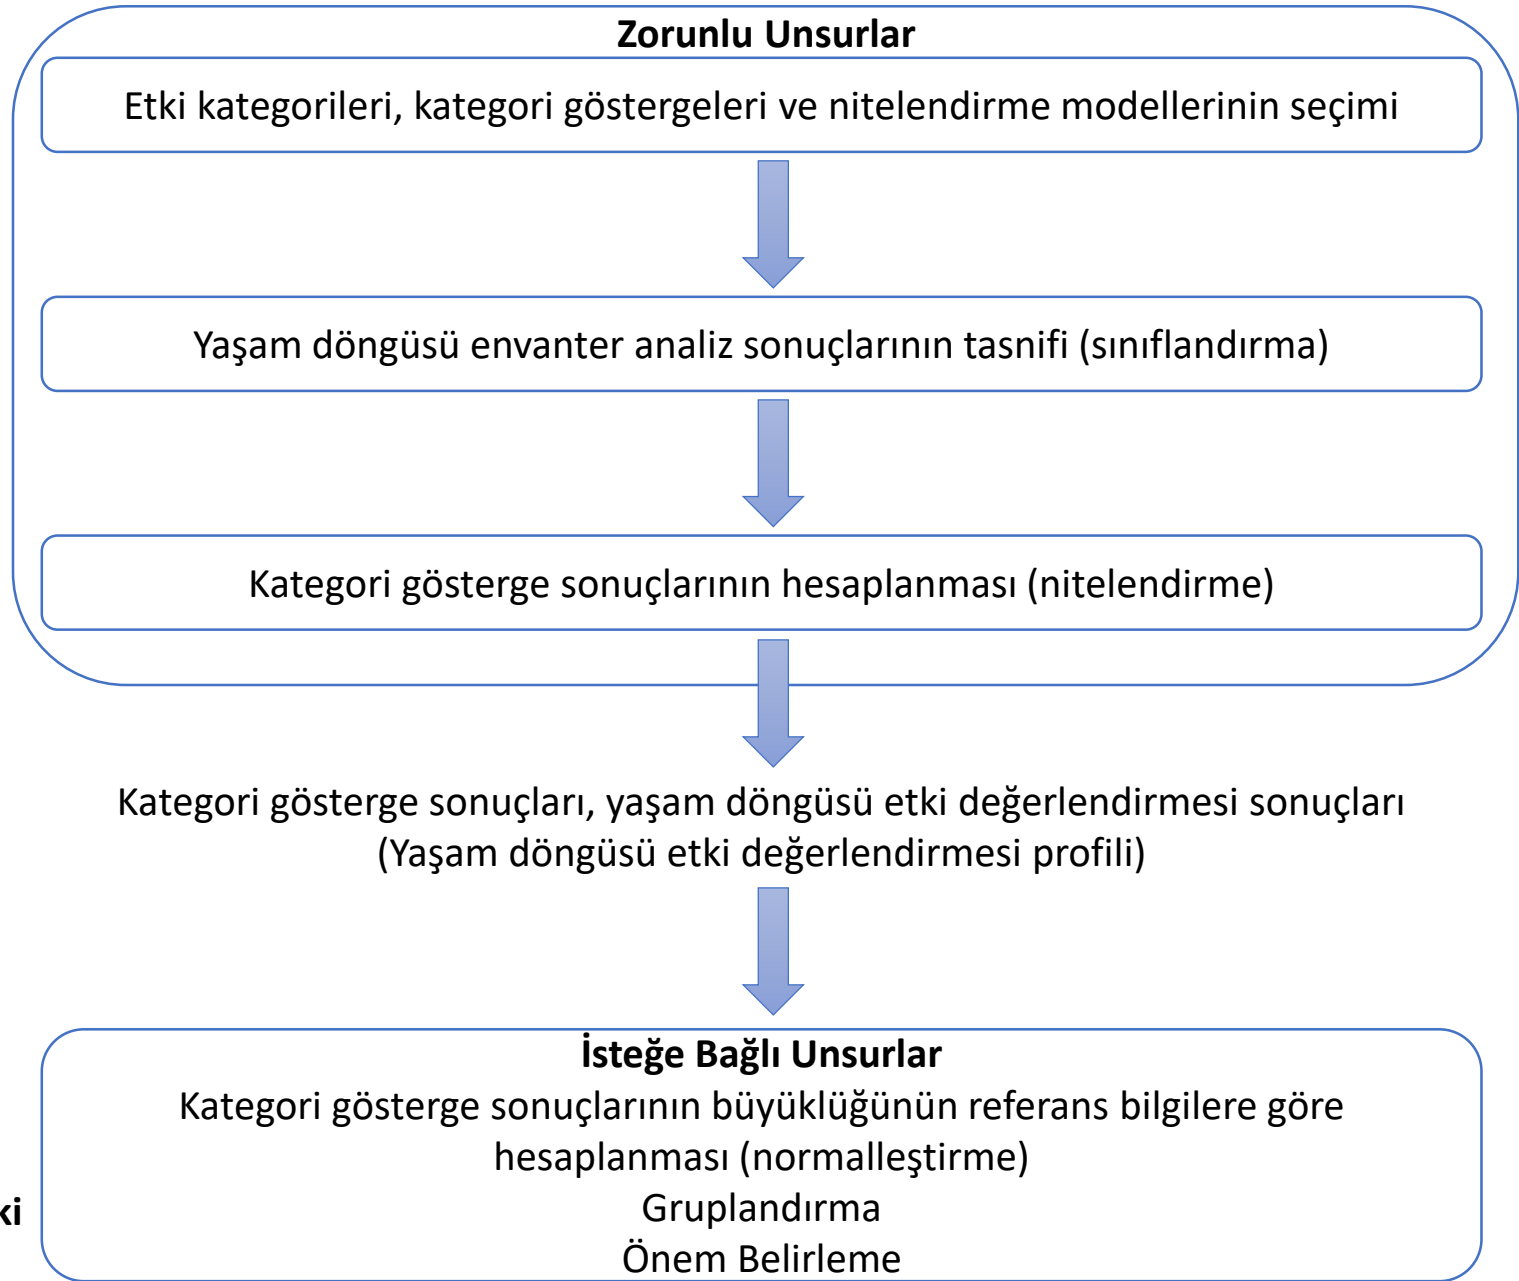 Zorunlu Unsurlar
Etki kategorileri, kategori göstergeleri ve nitelendirme modellerinin seçimi
Yaşam döngüsü envanter analiz sonuçlarının tasnifi (sınıflandırma)
Kategori gösterge sonuçlarının hesaplanması (nitelendirme)
Kategori gösterge sonuçları, yaşam döngüsü etki değerlendirmesi sonuçları
(Yaşam döngüsü etki değerlendirmesi profili)
İsteğe Bağlı Unsurlar
Kategori gösterge sonuçlarının büyüklüğünün referans bilgilere göre
hesaplanması (normalleştirme)
Gruplandırma
Önem Belirleme